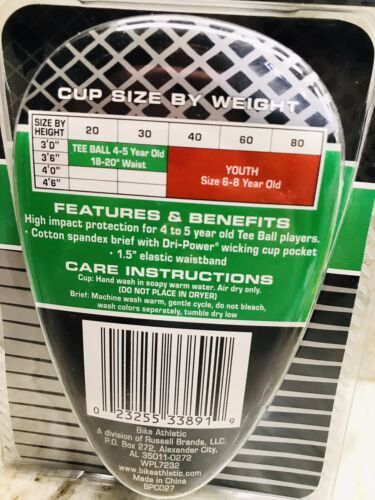 CUP SIZE BY WEIGHT
SIZE BY HEIGHT 20 30 40 60 80
3'0" TEE BALL 4-5 Year Old
3'6" 18-20" Waist
4'0" YOUTH
4'6" Size 6-8 Year Old
FEATURES & BENEFITS
High impact protection for 4 to 5 year old Tee Ball players.
• Cotton spandex brief with Dri-Power® wicking cup pocket
• 1.5" elastic waistband
CARE INSTRUCTIONS
Cup: Hand wash in soapy warm water. Air dry only.
(DO NOT PLACE IN DRYER)
Brief: Machine wash warm, gentle cycle, do not bleach,
wash colors seperately, tumble dry low
0 23255 33891 9
Bike Athletic
A division of Russell Brands, LLC.
P.O. Box 272, Alexander City,
AL 35011-0272
WPL7232
www.bikeathletic.com
Made in China
BPC027